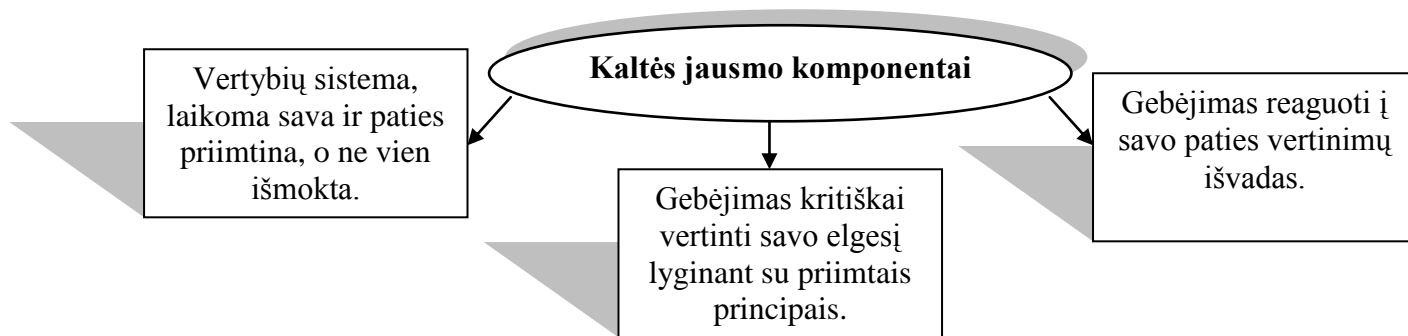 Kaltės jausmo komponentai
Vertybių sistema,
laikoma sava ir paties
priimtina, o ne vien
išmokta.
Gebėjimas kritiškai
vertinti savo elgesį
lyginant su priimtais
principais.
Gebėjimas reaguoti į
savo paties vertinimų
išvadas.